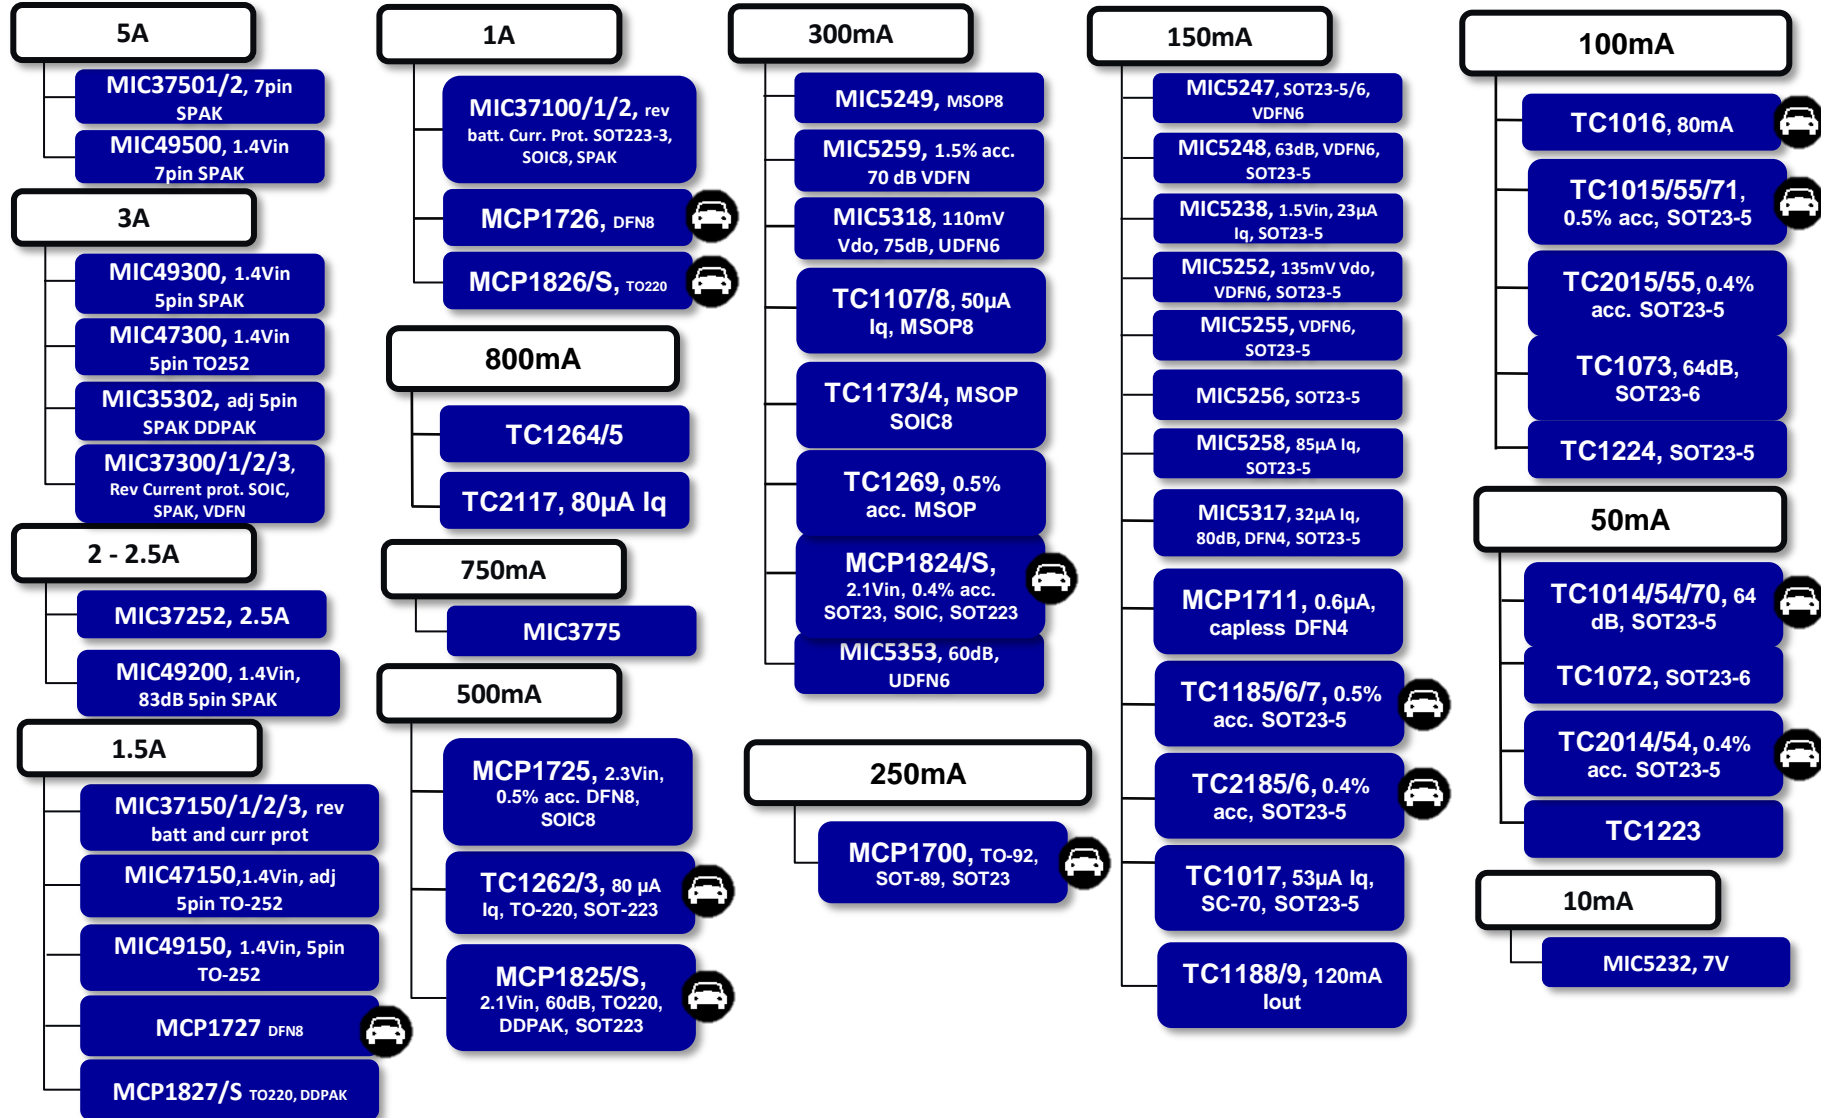 5A
MIC37501/2, 7pin
SPAK
MIC49500, 1.4Vin
7pin SPAK
3A
MIC49300, 1.4Vin
5pin SPAK
MIC47300, 1.4Vin
5pin TO252
MIC35302, adj 5pin
SPAK DDPAK
MIC37300/1/2/3,
Rev Current prot. SOIC,
SPAK, VDFN
2 - 2.5A
MIC37252, 2.5A
MIC49200, 1.4Vin,
83dB 5pin SPAK
1.5A
MIC37150/1/2/3, rev
batt and curr prot
MIC47150,1.4Vin, adj
5pin TO-252
MIC49150, 1.4Vin, 5pin
TO-252
MCP1727 DFN8
MCP1827/S TO220, DDPAK
1A
MIC37100/1/2, rev
batt. Curr. Prot. SOT223-3,
SOIC8, SPAK
MCP1726, DFN8
MCP1826/S, TO220
800mA
TC1264/5
TC2117, 80µA Iq
750mA
MIC3775
500mA
MCP1725, 2.3Vin,
0.5% acc. DFN8,
SOIC8
TC1262/3, 80 µA
Iq, TO-220, SOT-223
MCP1825/S,
2.1Vin, 60dB, TO220,
DDPAK, SOT223
300mA
MIC5249, MSOP8
MIC5259, 1.5% acc.
70 dB VDFN
MIC5318, 110mV
Vdo, 75dB, UDFN6
TC1107/8, 50µA
Iq, MSOP8
TC1173/4, MSOP
SOIC8
TC1269, 0.5%
acc. MSOP
MCP1824/S,
2.1Vin, 0.4% acc.
SOT23, SOIC, SOT223
MIC5353, 60dB,
UDFN6
250mA
MCP1700, TO-92,
SOT-89, SOT23
150mA
MIC5247, SOT23-5/6,
VDFN6
MIC5248, 63dB, VDFN6,
SOT23-5
MIC5238, 1.5Vin, 23µA
Iq, SOT23-5
MIC5252, 135mV Vdo,
VDFN6, SOT23-5
MIC5255, VDFN6,
SOT23-5
MIC5256, SOT23-5
MIC5258, 85µA Iq,
SOT23-5
MIC5317, 32µA Iq,
80dB, DFN4, SOT23-5
MCP1711, 0.6µA,
capless DFN4
TC1185/6/7, 0.5%
acc. SOT23-5
TC2185/6, 0.4%
acc, SOT23-5
TC1017, 53µA Iq,
SC-70, SOT23-5
TC1188/9, 120mA
Iout
100mA
TC1016, 80mA
TC1015/55/71,
0.5% acc, SOT23-5
TC2015/55, 0.4%
acc. SOT23-5
TC1073, 64dB,
SOT23-6
TC1224, SOT23-5
50mA
TC1014/54/70, 64
dB, SOT23-5
TC1072, SOT23-6
TC2014/54, 0.4%
acc. SOT23-5
TC1223
10mA
MIC5232, 7V